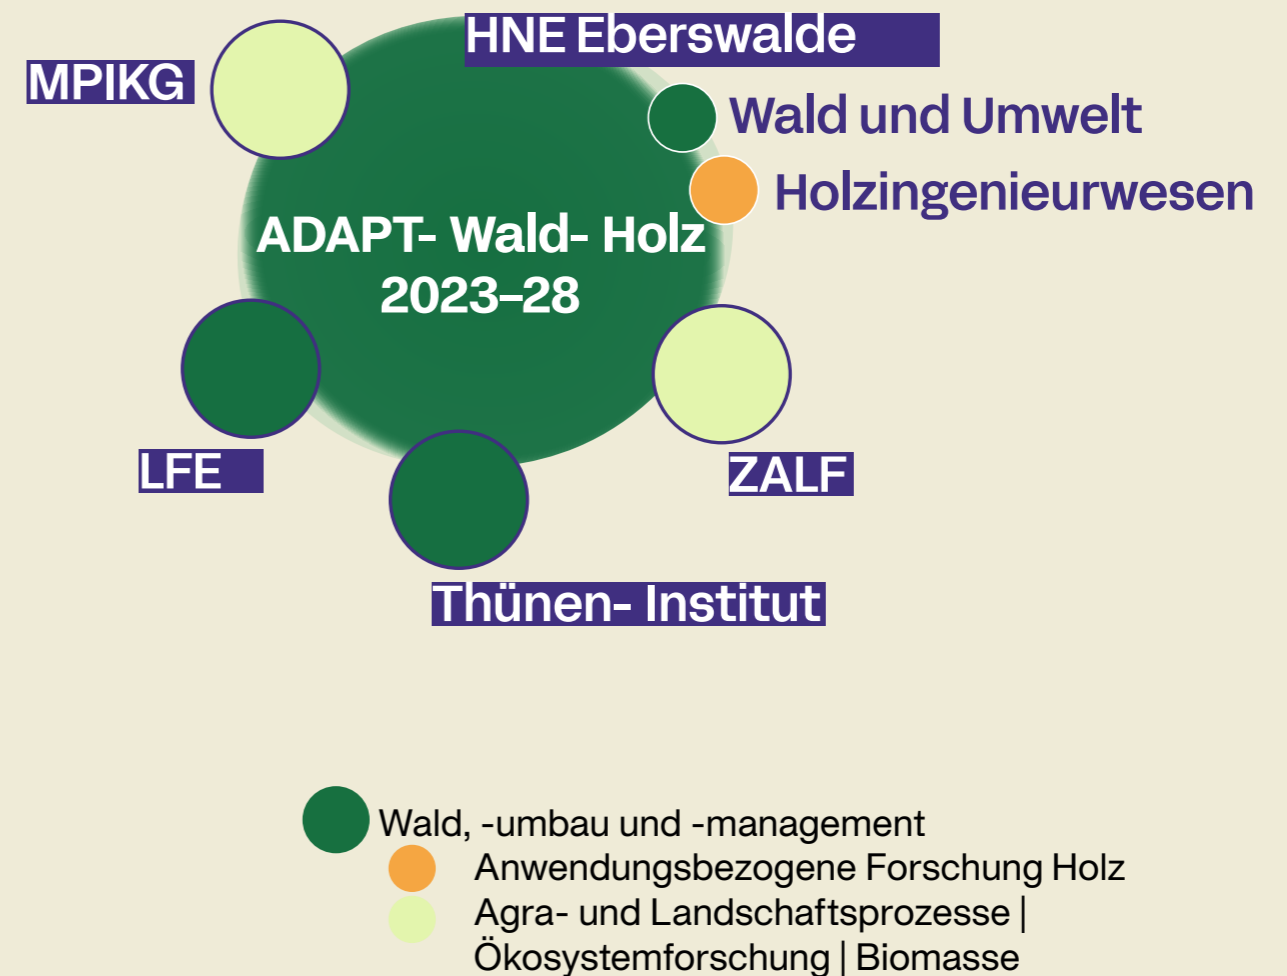 HNE Eberswalde
MPIKG
Wald und Umwelt
Holzingenieurwesen
ADAPT- Wald- Holz
2023–28
LFE
ZALF
Thünen- Institut
Wald, -umbau und -management
Anwendungsbezogene Forschung Holz
Agra- und Landschaftsprozesse |
Ökosystemforschung | Biomasse